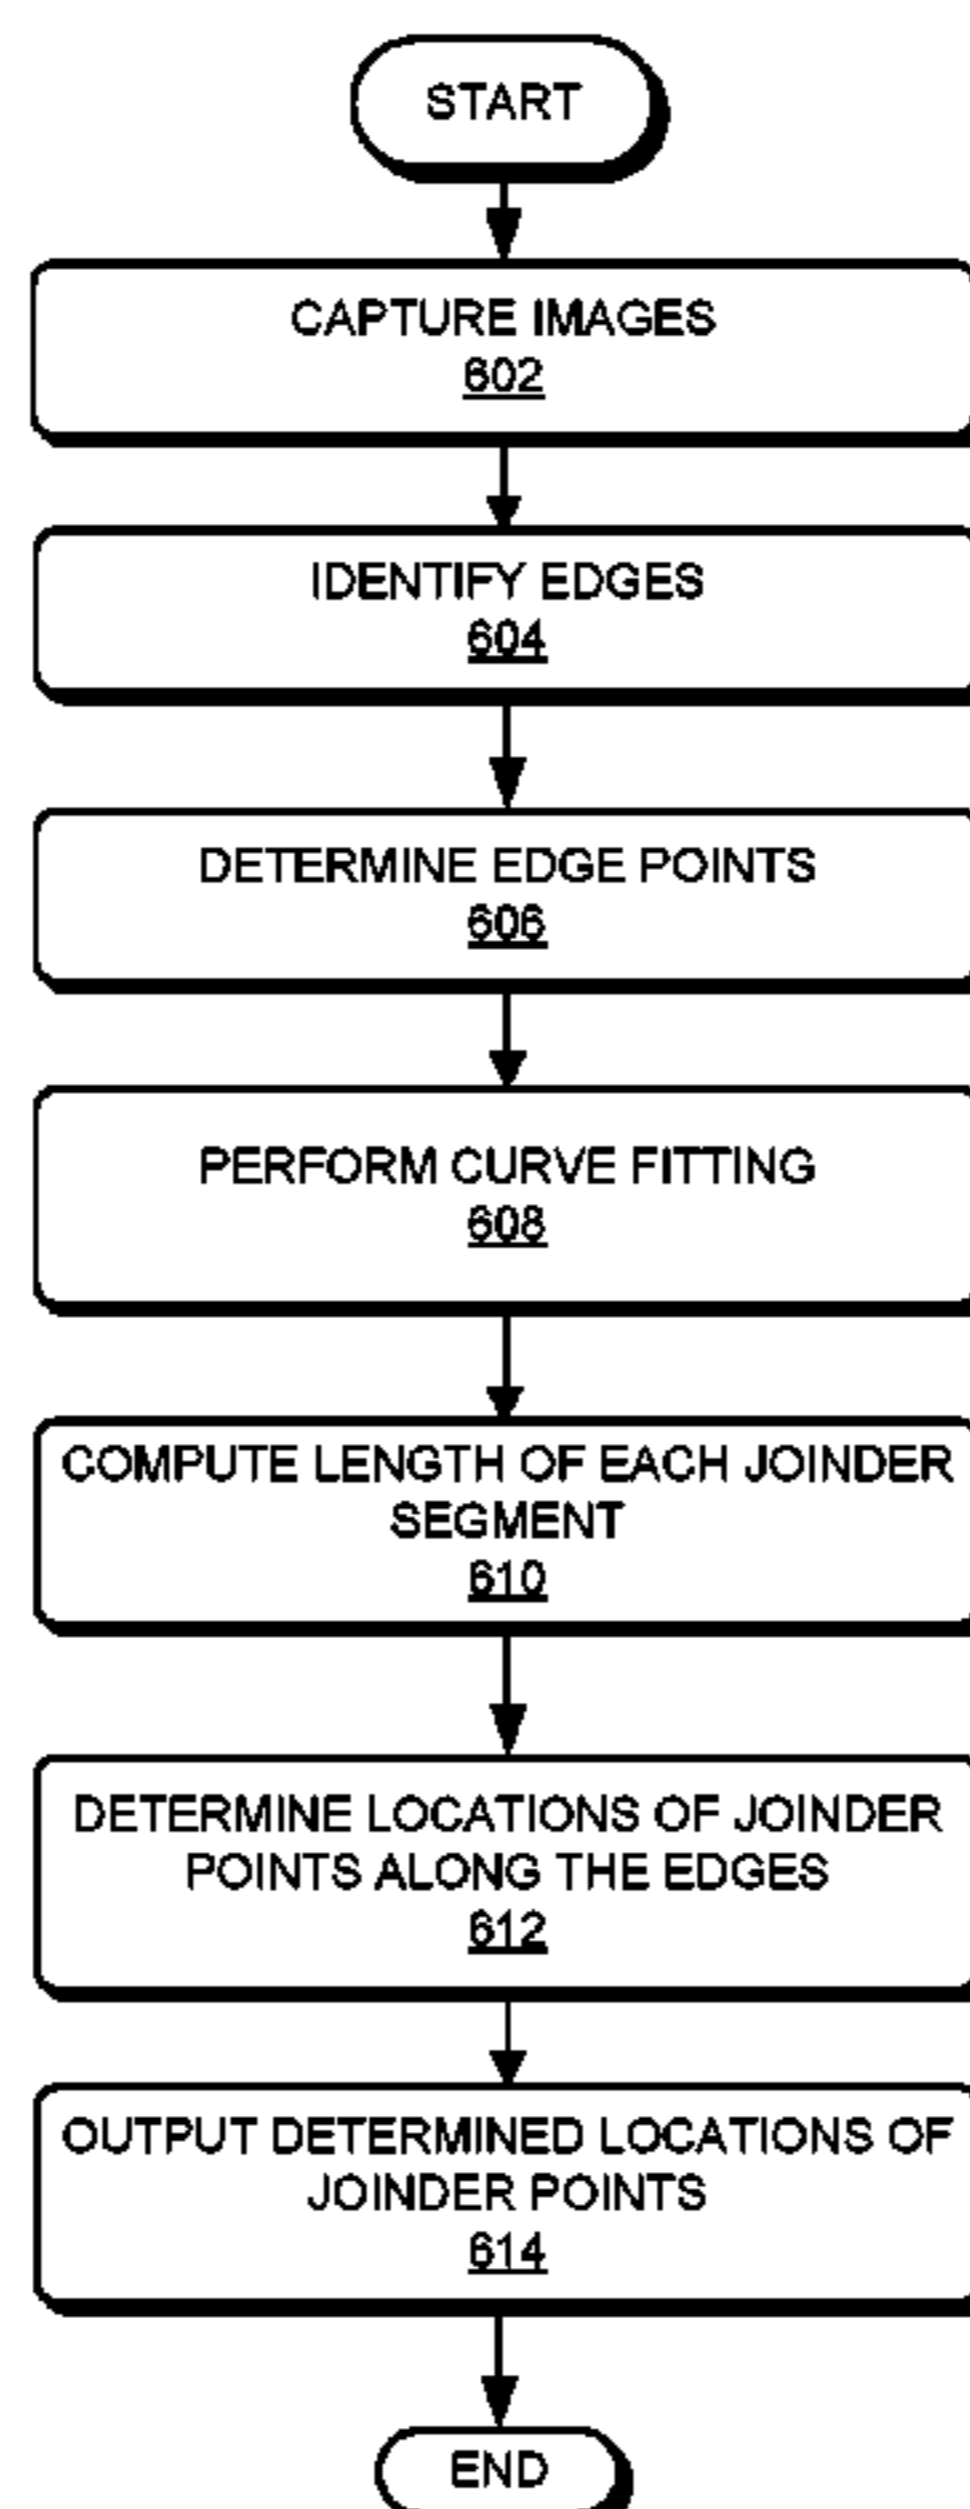 START
CAPTURE IMAGES
602
IDENTIFY EDGES
604
DETERMINE EDGE POINTS
606
PERFORM CURVE FITTING
608
COMPUTE LENGTH OF EACH JOINDER
SEGMENT
610
DETERMINE LOCATIONS OF JOINDER
POINTS ALONG THE EDGES
612
OUTPUT DETERMINED LOCATIONS OF
JOINDER POINTS
614
END